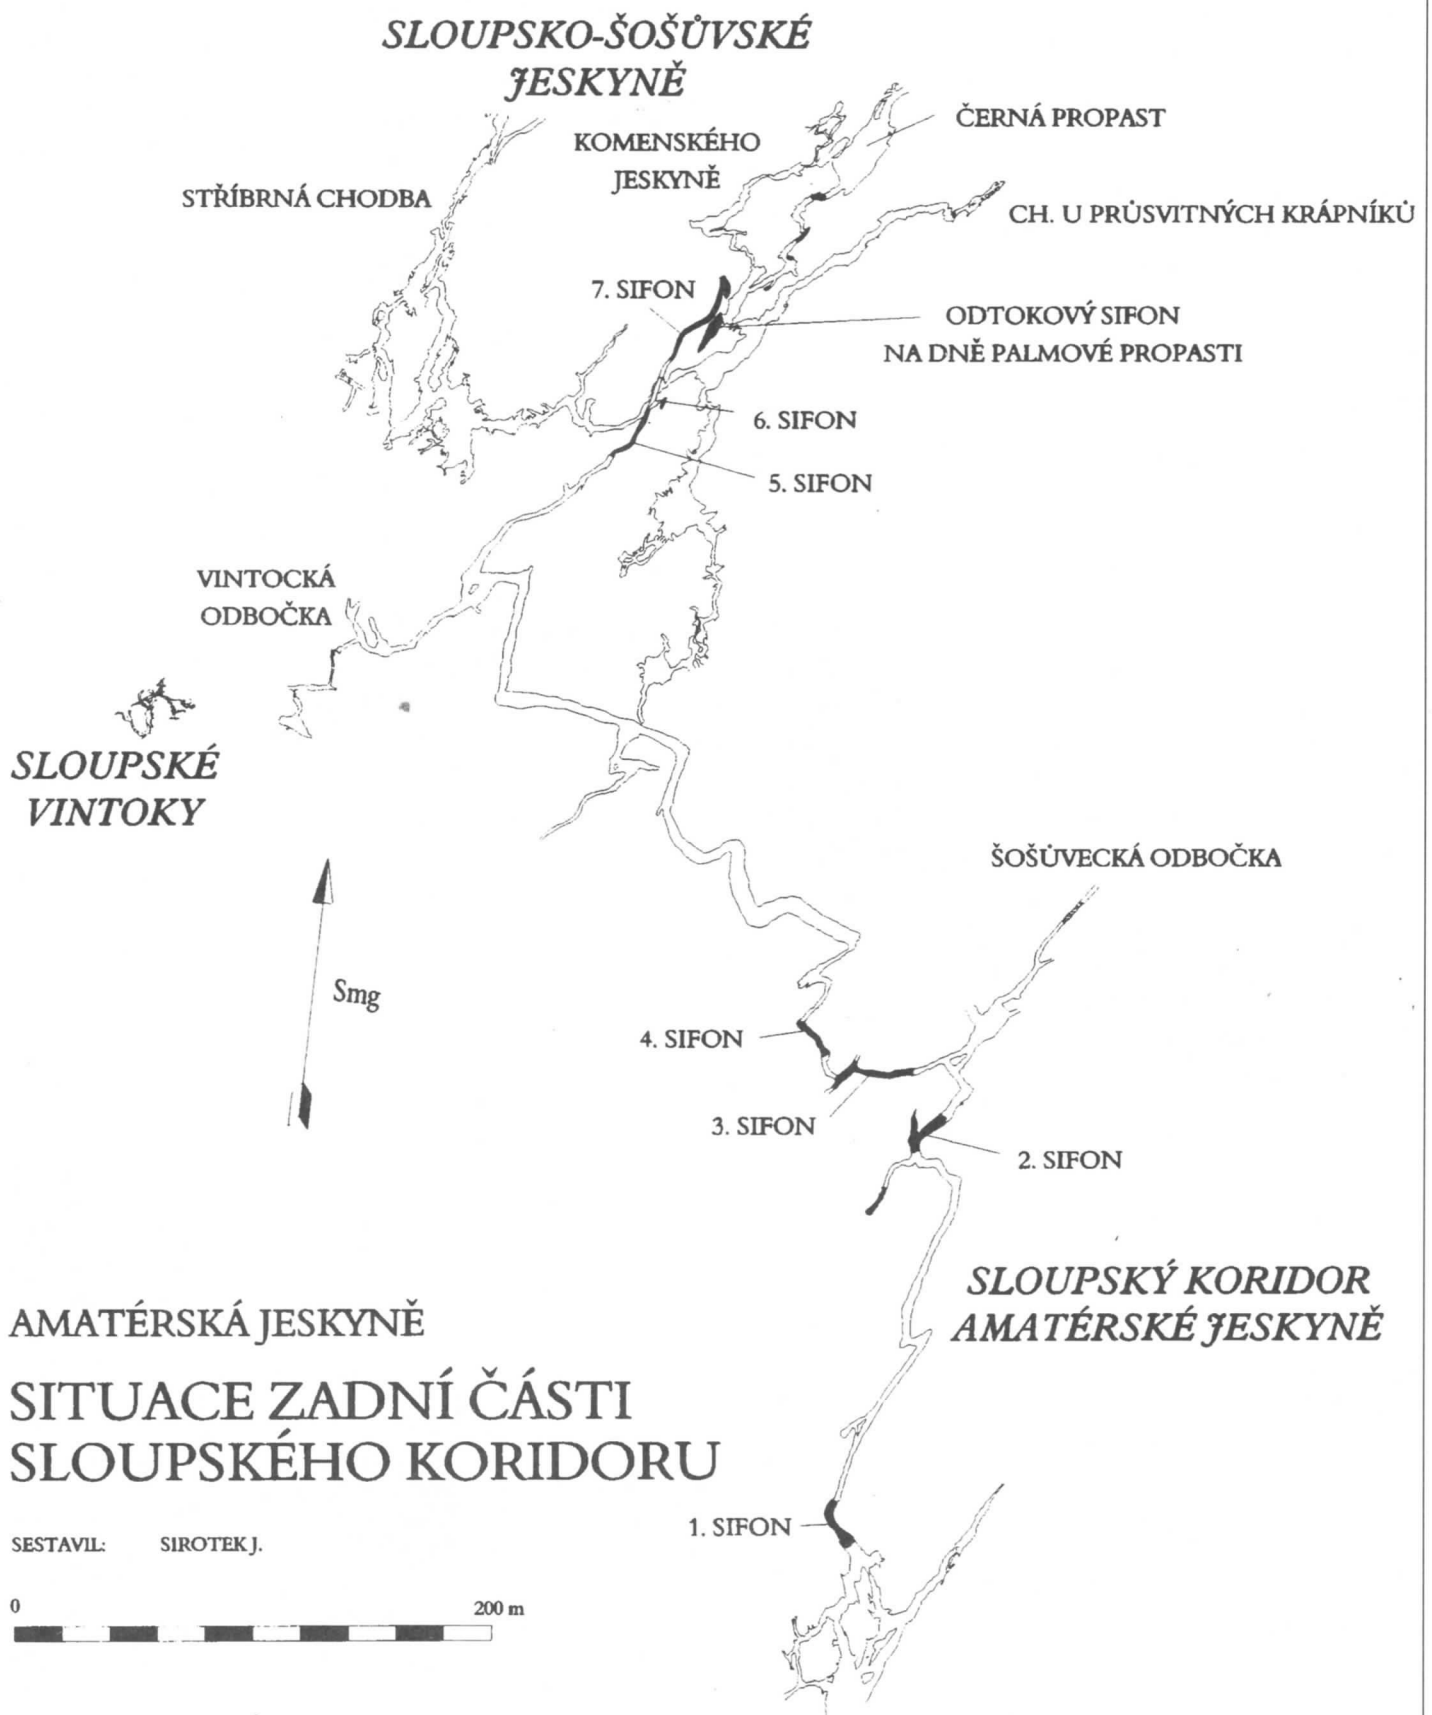 SLOUPSKO-ŠOŠŮVSKÉ
JESKYNĚ
ČERNÁ PROPAST
KOMENSKÉHO
JESKYNĚ
STŘÍBRNÁ CHODBA
CH. U PRŮSVITNÝCH KRÁPNÍKŮ
7. SIFON
ODTOKOVÝ SIFON
NA DNĚ PALMOVÉ PROPASTI
6. SIFON
5. SIFON
VINTOCKÁ
ODBOČKA
SLOUPSKÉ
VINTOKY
ŠOŠŮVECKÁ ODBOČKA
Smg
4. SIFON
3. SIFON
2. SIFON
SLOUPSKÝ KORIDOR
AMATÉRSKÉ JESKYNĚ
AMATÉRSKÁ JESKYNĚ
SITUACE ZADNÍ ČÁSTI
SLOUPSKÉHO KORIDORU
1. SIFON
SESTAVIL: SIROTEK J.
0 200 m